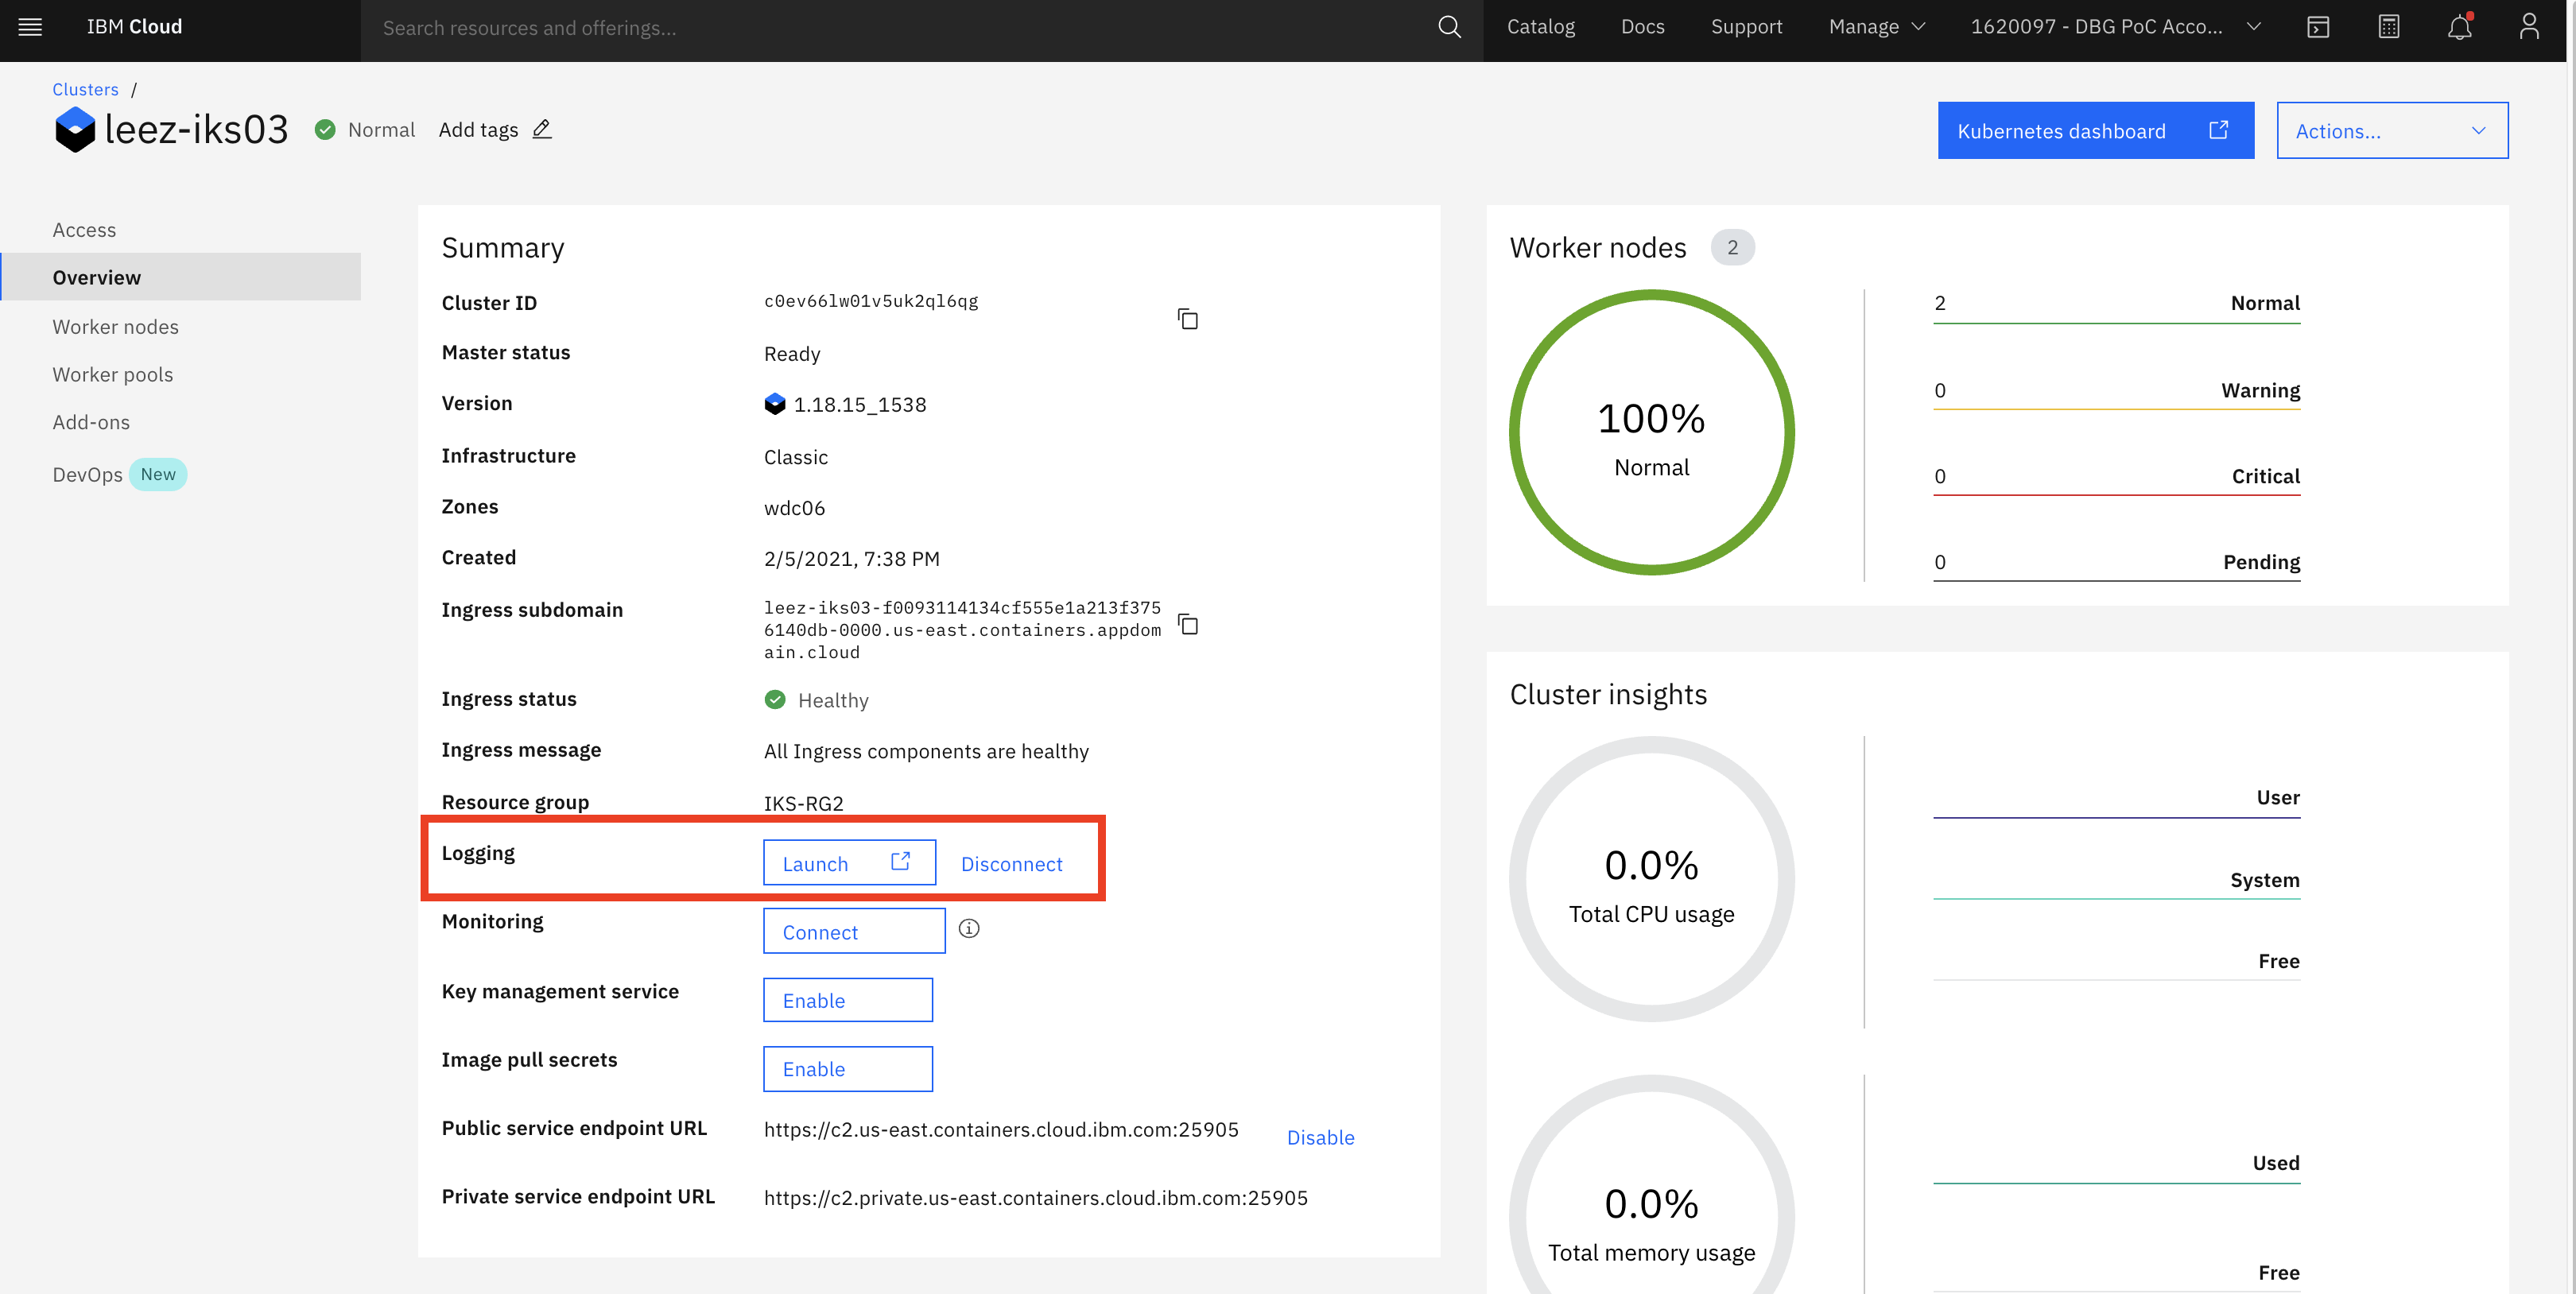 IBM Cloud
Search resources and offerings...
Catalog
Docs
Support
Manage
1620097 - DBG PoC Acco...
Clusters /
leez-iks03
Normal
Add tags
Kubernetes dashboard
Actions...
Access
Overview
Worker nodes
Worker pools
Add-ons
DevOps New
Summary
Cluster ID c0ev66lw01v5uk2ql6qg
Master status Ready
Version 1.18.15_1538
Infrastructure Classic
Zones wdc06
Created 2/5/2021, 7:38 PM
Ingress subdomain leez-iks03-f0093114134cf555e1a213f375
6140db-0000.us-east.containers.appdom
ain.cloud
Ingress status Healthy
Ingress message All Ingress components are healthy
Resource group IKS-RG2
Logging Launch Disconnect
Monitoring Connect
Key management service Enable
Image pull secrets Enable
Public service endpoint URL https://c2.us-east.containers.cloud.ibm.com:25905 Disable
Private service endpoint URL https://c2.private.us-east.containers.cloud.ibm.com:25905
Worker nodes 2
100%
Normal
2 Normal
0 Warning
0 Critical
0 Pending
Cluster insights
0.0%
Total CPU usage
User
System
Free
0.0%
Total memory usage
Used
Free